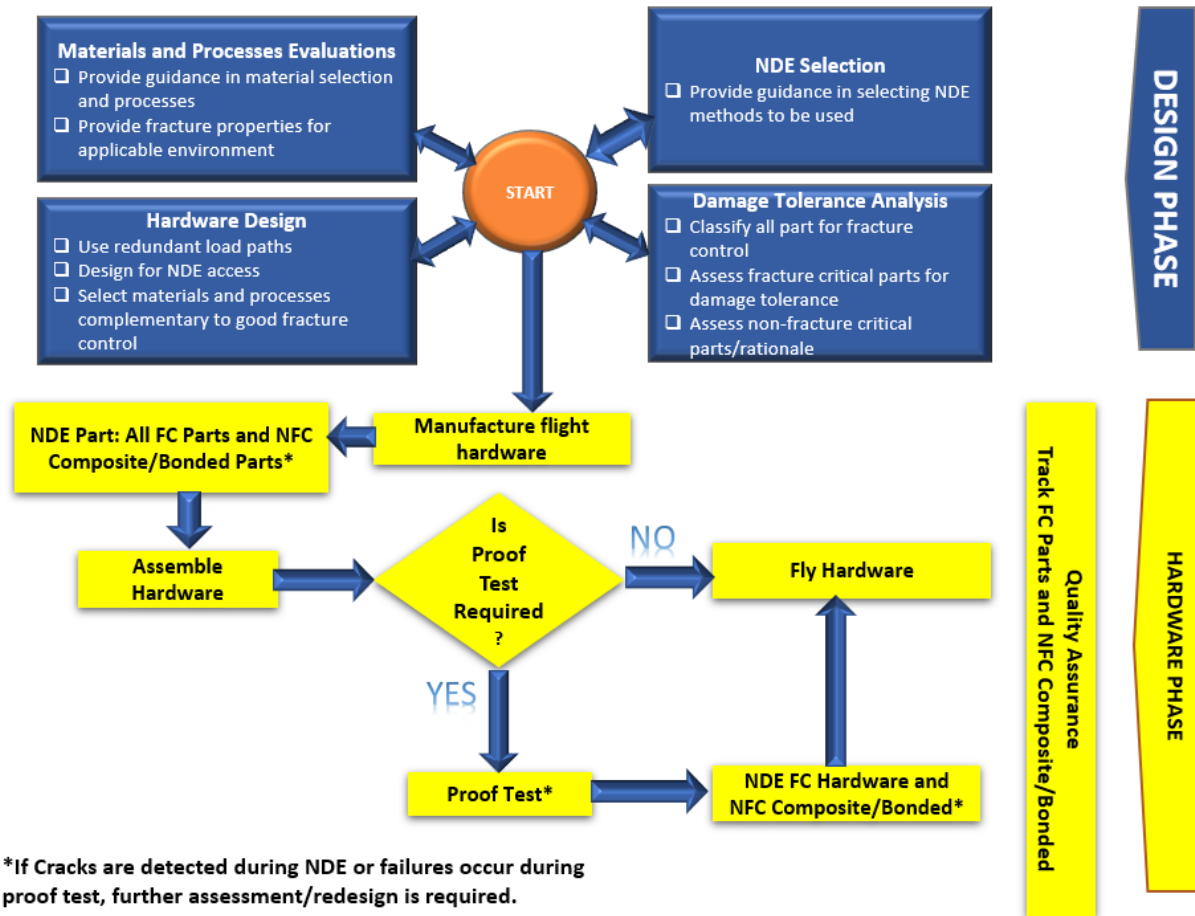 Materials and Processes Evaluations
❑ Provide guidance in material selection
and processes
❑ Provide fracture properties for
applicable environment
NDE Selection
❑ Provide guidance in selecting NDE
methods to be used
START
Hardware Design
❑ Use redundant load paths
❑ Design for NDE access
❑ Select materials and processes
complementary to good fracture
control
Damage Tolerance Analysis
❑ Classify all part for fracture
control
❑ Assess fracture critical parts for
damage tolerance
❑ Assess non-fracture critical
parts/rationale
DESIGN PHASE
NDE Part: All FC Parts and NFC
Composite/Bonded Parts*
Manufacture flight
hardware
Assemble
Hardware
Is
Proof
Test
Required
?
NO
Fly Hardware
YES
Proof Test*
NDE FC Hardware and
NFC Composite/Bonded*
Quality Assurance
Track FC Parts and NFC Composite/Bonded
HARDWARE PHASE
*If Cracks are detected during NDE or failures occur during
proof test, further assessment/redesign is required.